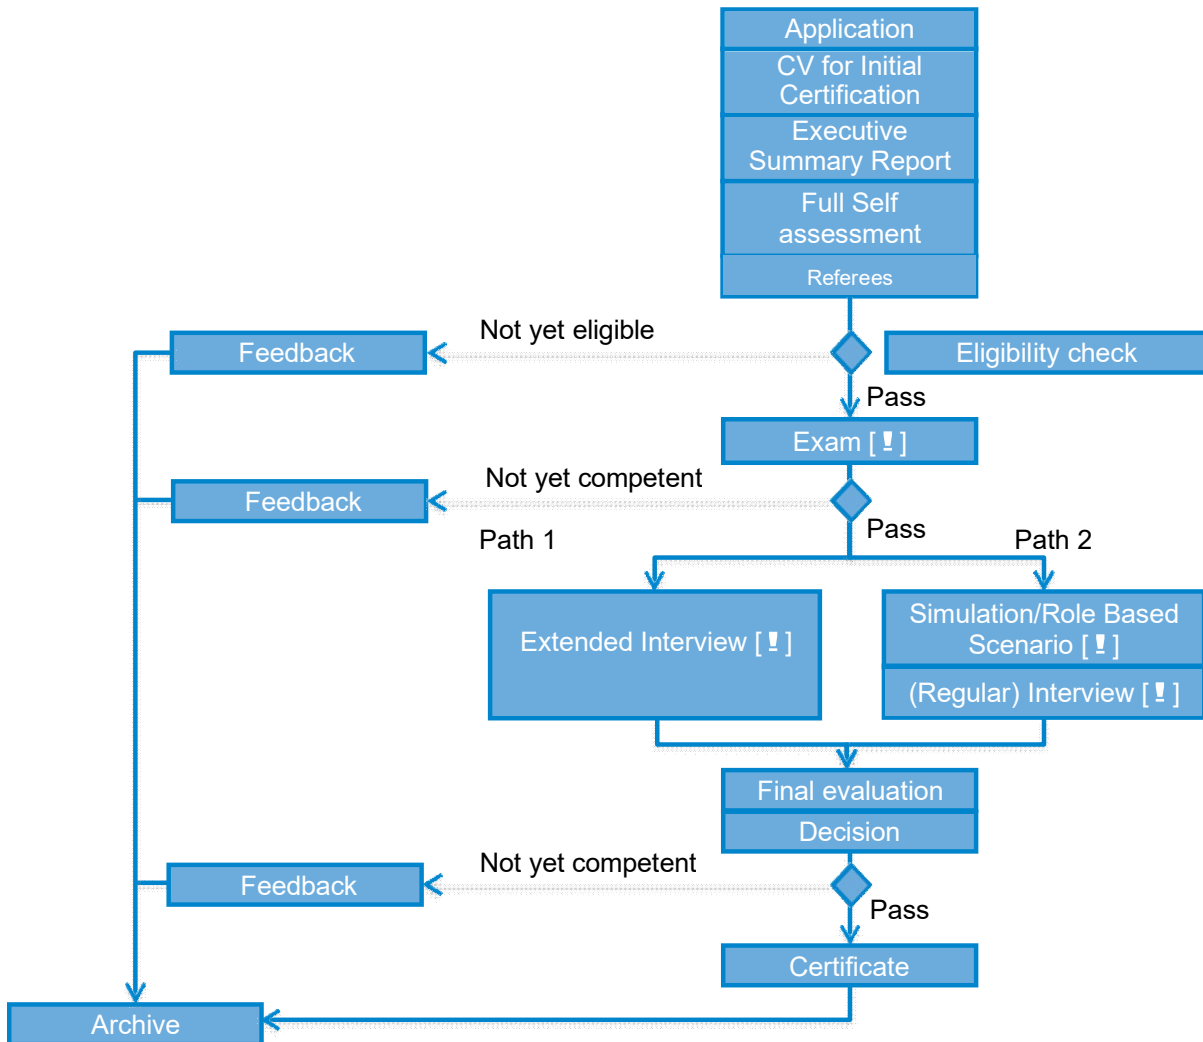 Application
CV for Initial
Certification
Executive
Summary Report
Full Self
assessment
Referees
Not yet eligible
Feedback
Eligibility check
Pass
Exam [ ! ]
Not yet competent
Feedback
Pass
Path 1
Path 2
Extended Interview [ ! ]
Simulation/Role Based
Scenario [ ! ]
(Regular) Interview [ ! ]
Final evaluation
Decision
Not yet competent
Feedback
Pass
Certificate
Archive